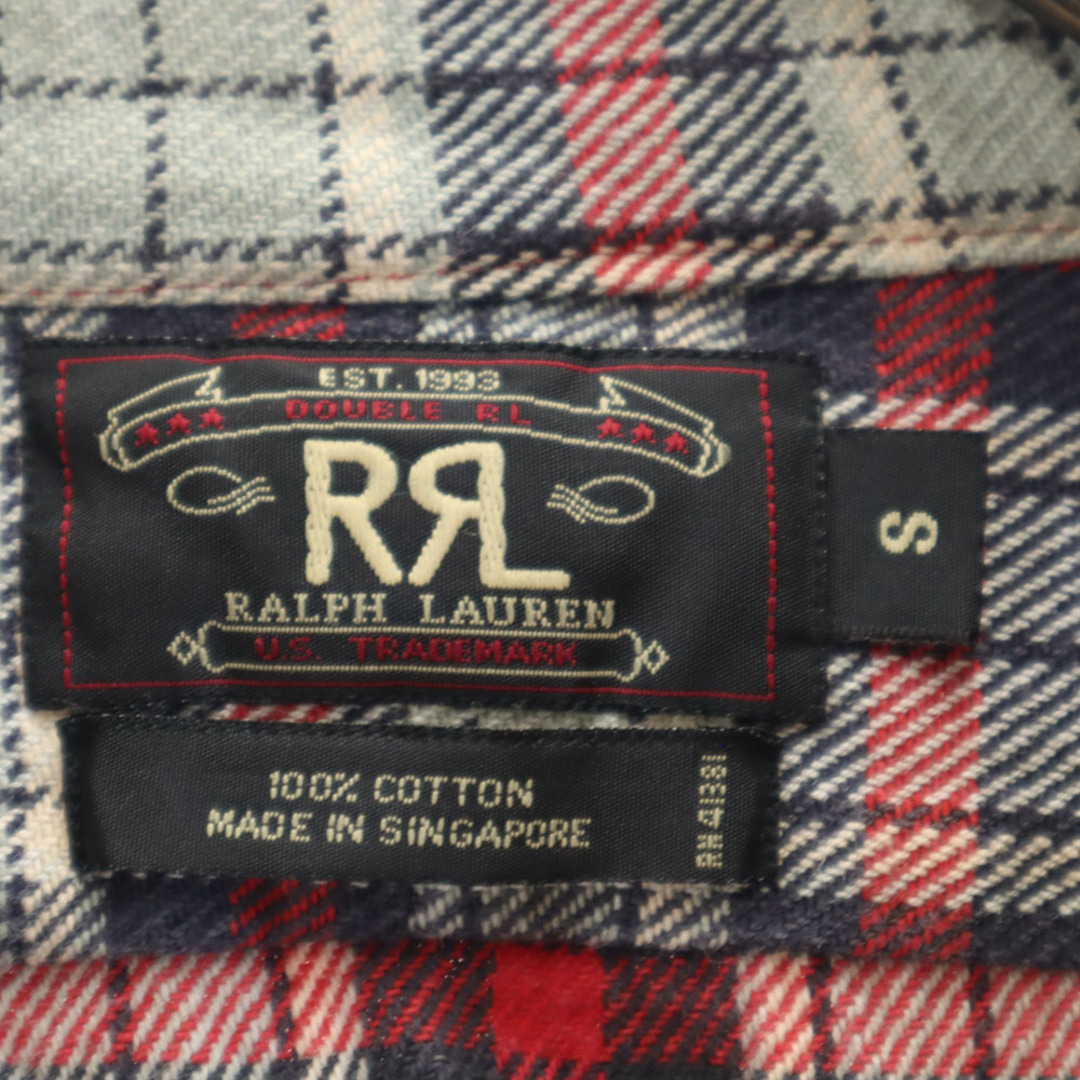 EST. 1993
DOUBLE RL
RRL
RALPH LAUREN
U.S. TRADEMARK
S
100% COTTON
MADE IN SINGAPORE
RN 41381